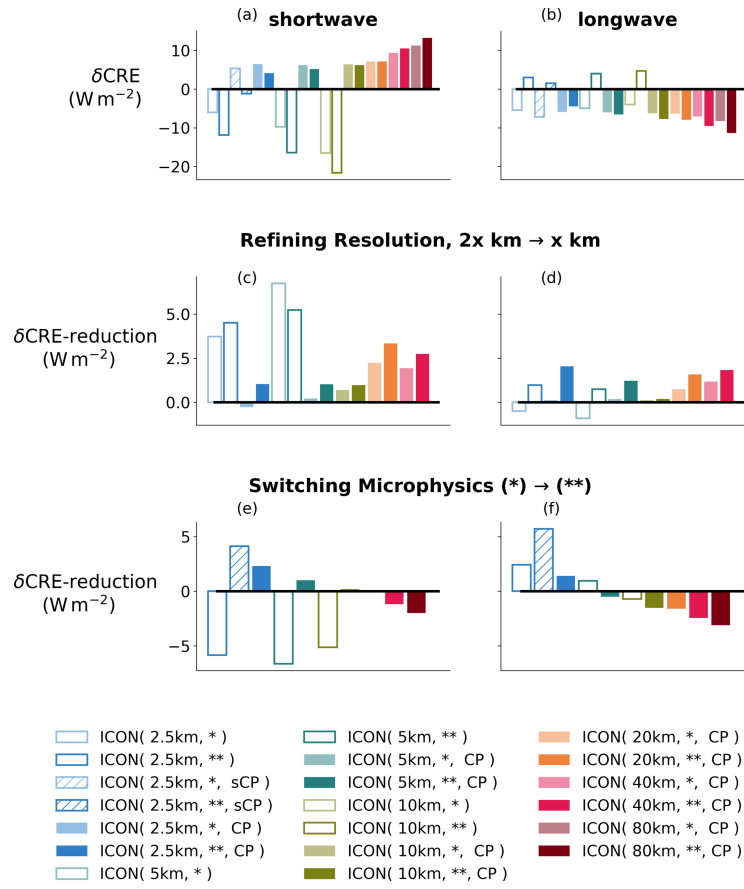 (a)
shortwave
(b)
longwave
δCRE
(W m⁻²)
10
0
−10
−20
Refining Resolution, 2x km → x km
(c)
(d)
δCRE-reduction
(W m⁻²)
5.0
2.5
0.0
Switching Microphysics (*) → (**)
(e)
(f)
δCRE-reduction
(W m⁻²)
5
0
−5
ICON( 2.5km, * )
ICON( 2.5km, ** )
ICON( 2.5km, *, sCP )
ICON( 2.5km, **, sCP )
ICON( 2.5km, *, CP )
ICON( 2.5km, **, CP )
ICON( 5km, * )
ICON( 5km, ** )
ICON( 5km, *, CP )
ICON( 5km, **, CP )
ICON( 10km, * )
ICON( 10km, ** )
ICON( 10km, *, CP )
ICON( 10km, **, CP )
ICON( 20km, *, CP )
ICON( 20km, **, CP )
ICON( 40km, *, CP )
ICON( 40km, **, CP )
ICON( 80km, *, CP )
ICON( 80km, **, CP )